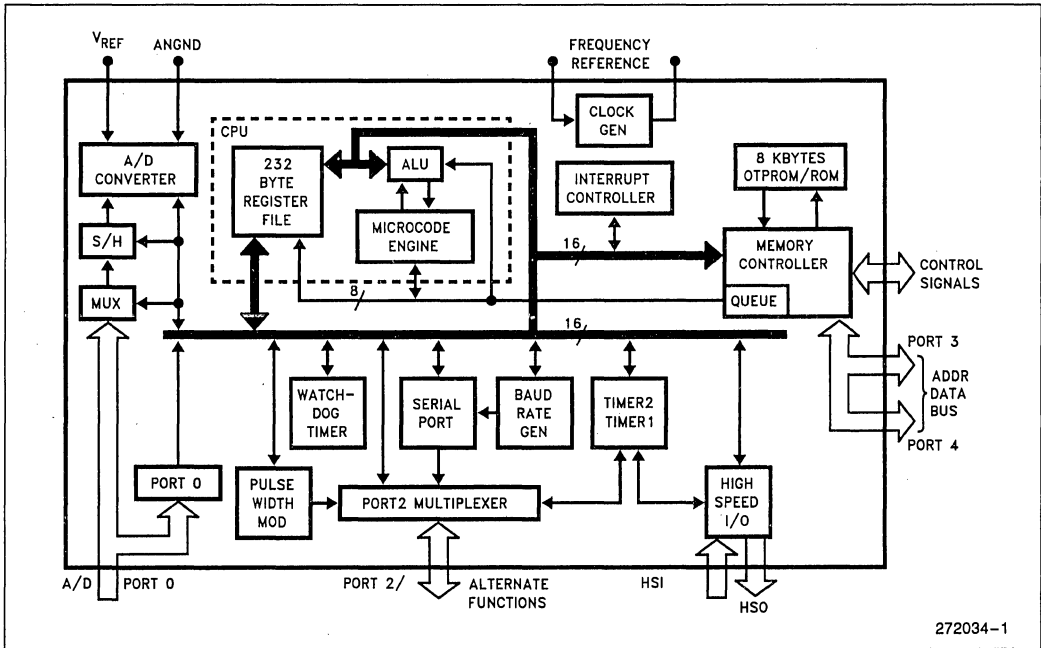 VREF
ANGND
FREQUENCY
REFERENCE
CLOCK
GEN
CPU
A/D
CONVERTER
232
BYTE
REGISTER
FILE
ALU
8 KBYTES
OTPROM/ROM
INTERRUPT
CONTROLLER
S/H
MICROCODE
ENGINE
16
MEMORY
CONTROLLER
CONTROL
SIGNALS
MUX
8
QUEUE
16
PORT 3
ADDR
DATA
BUS
PORT 4
WATCH-
DOG
TIMER
SERIAL
PORT
BAUD
RATE
GEN
TIMER2
TIMER1
PORT 0
PULSE
WIDTH
MOD
PORT2 MULTIPLEXER
HIGH
SPEED
I/O
A/D
PORT 0
PORT 2/
ALTERNATE
FUNCTIONS
HSI
HSO
272034-1